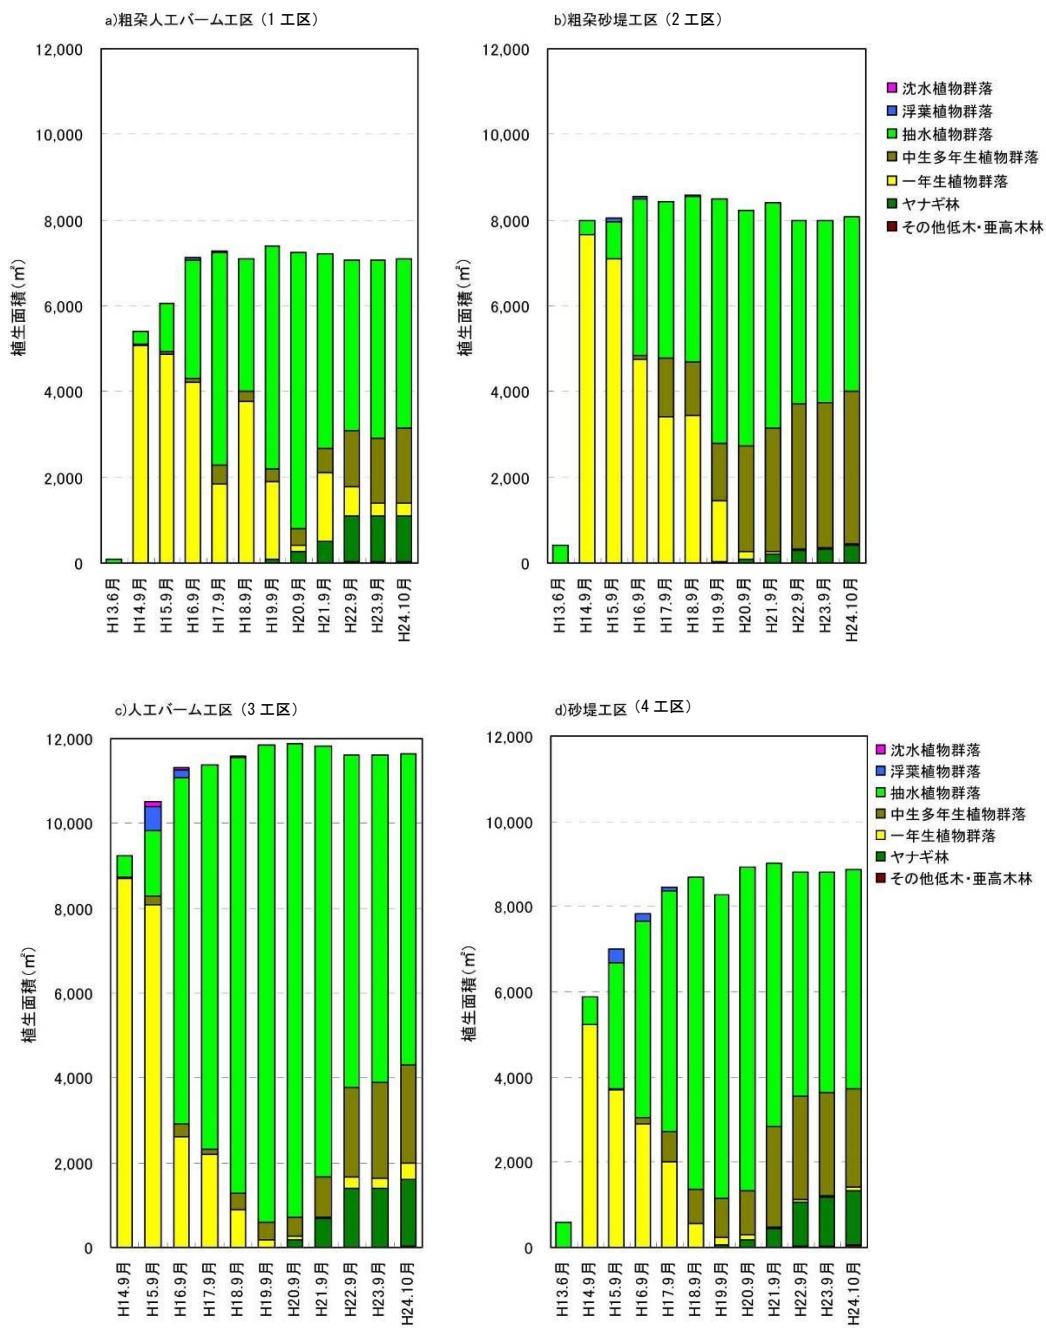 a)粗朶人工バーム工区（1 工区）
12,000
10,000
8,000
6,000
4,000
2,000
0
植生面積(㎡)
H13.6月
H14.9月
H15.9月
H16.9月
H17.9月
H18.9月
H19.9月
H20.9月
H21.9月
H22.9月
H23.9月
H24.10月
b)粗朶砂堤工区（2 工区）
12,000
10,000
8,000
6,000
4,000
2,000
0
植生面積(㎡)
H13.6月
H14.9月
H15.9月
H16.9月
H17.9月
H18.9月
H19.9月
H20.9月
H21.9月
H22.9月
H23.9月
H24.10月
沈水植物群落
浮葉植物群落
抽水植物群落
中生多年生植物群落
一年生植物群落
ヤナギ林
その他低木・亜高木林
c)人工バーム工区（3 工区）
12,000
10,000
8,000
6,000
4,000
2,000
0
植生面積(㎡)
H14.9月
H15.9月
H16.9月
H17.9月
H18.9月
H19.9月
H20.9月
H21.9月
H22.9月
H23.9月
H24.10月
d)砂堤工区（4 工区）
12,000
10,000
8,000
6,000
4,000
2,000
0
植生面積(㎡)
H13.6月
H14.9月
H15.9月
H16.9月
H17.9月
H18.9月
H19.9月
H20.9月
H21.9月
H22.9月
H23.9月
H24.10月
沈水植物群落
浮葉植物群落
抽水植物群落
中生多年生植物群落
一年生植物群落
ヤナギ林
その他低木・亜高木林